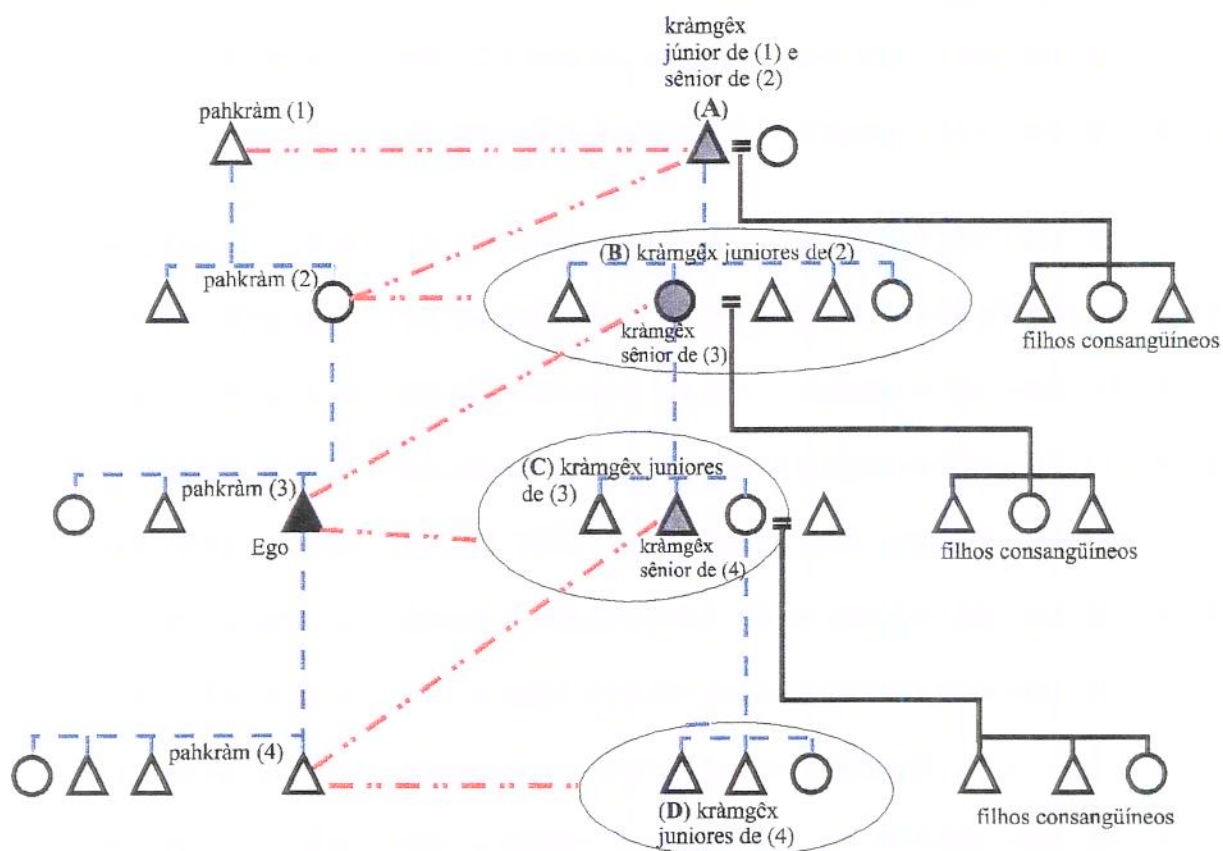 kràmgêx
júnior de (1) e
sênior de (2)
(A)
pahkràm (1)
(B) kràmgêx juniores de(2)
pahkràm (2)
kràmgêx
sênior de (3)
filhos consangüíneos
(C) kràmgêx juniores
de (3)
pahkràm (3)
Ego
kràmgêx
sênior de (4)
filhos consangüíneos
pahkràm (4)
(D) kràmgêx
juniores de (4)
filhos consangüíneos